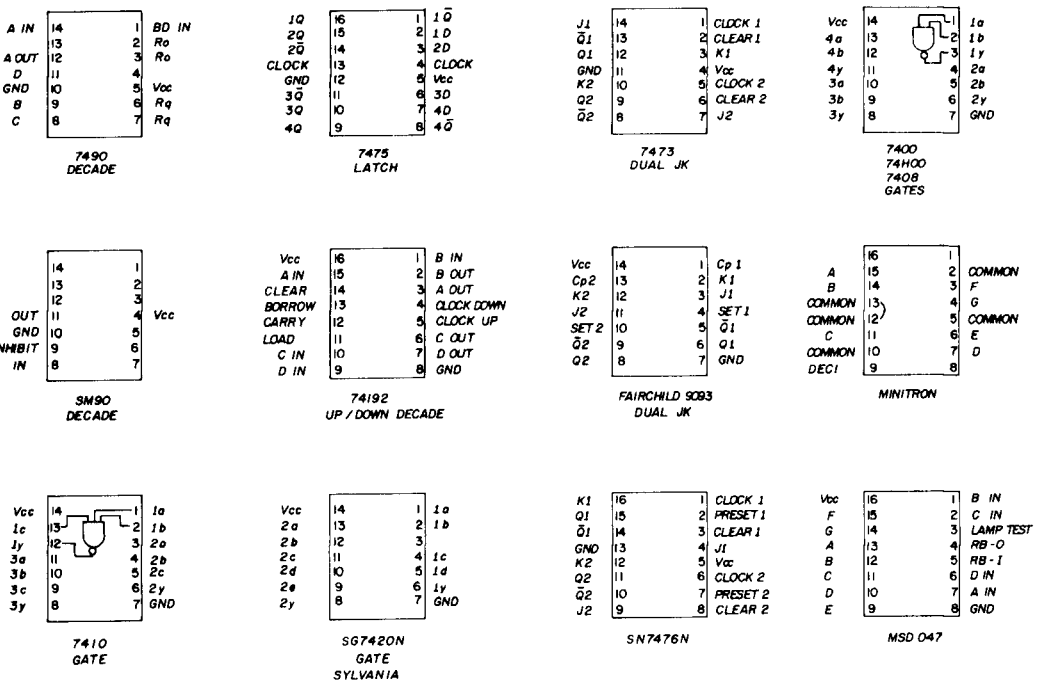 A IN 14 1 BD IN
13 2 Ro
A OUT 12 3 Ro
D 11 4
GND 10 5 Vcc
B 9 6 Rq
C 8 7 Rq
7490
DECADE
1Q 16 1 1Q̅
2Q 15 2 1D
2Q̅ 14 3 2D
CLOCK 13 4 CLOCK
GND 12 5 Vcc
3Q̅ 11 6 3D
3Q 10 7 4D
4Q 9 8 4Q̅
7475
LATCH
J1 14 1 CLOCK 1
Q̅1 13 2 CLEAR 1
Q1 12 3 K1
GND 11 4 Vcc
K2 10 5 CLOCK 2
Q2 9 6 CLEAR 2
Q̅2 8 7 J2
7473
DUAL JK
Vcc 14 1 1a
4a 13 2 1b
4b 12 3 1y
4y 11 4 2a
3a 10 5 2b
3b 9 6 2y
3y 8 7 GND
7400
74H00
7408
GATES
14 1
13 2
12 3
OUT 11 4 Vcc
GND 10 5
NHIBIT 9 6
IN 8 7
SM90
DECADE
Vcc 16 1 B IN
A IN 15 2 B OUT
CLEAR 14 3 A OUT
BORROW 13 4 CLOCK DOWN
CARRY 12 5 CLOCK UP
LOAD 11 6 C OUT
C IN 10 7 D OUT
D IN 9 8 GND
74192
UP / DOWN DECADE
Vcc 14 1 Cp 1
Cp2 13 2 K1
K2 12 3 J1
J2 11 4 SET 1
SET 2 10 5 Q̅1
Q̅2 9 6 Q1
Q2 8 7 GND
FAIRCHILD 9093
DUAL JK
16 1
A 15 2 COMMON
B 14 3 F
COMMON 13 4 G
COMMON 12 5 COMMON
C 11 6 E
COMMON 10 7 D
DECI 9 8
MINITRON
Vcc 14 1 1a
1c 13 2 1b
1y 12 3 2a
3a 11 4 2b
3b 10 5 2c
3c 9 6 2y
3y 8 7 GND
7410
GATE
Vcc 14 1 1a
2a 13 2 1b
2b 12 3
2c 11 4 1c
2d 10 5 1d
2e 9 6 1y
2y 8 7 GND
SG7420N
GATE
SYLVANIA
K1 16 1 CLOCK 1
Q1 15 2 PRESET 1
Q̅1 14 3 CLEAR 1
GND 13 4 J1
K2 12 5 Vcc
Q2 11 6 CLOCK 2
Q̅2 10 7 PRESET 2
J2 9 8 CLEAR 2
SN7476N
Vcc 16 1 B IN
F 15 2 C IN
G 14 3 LAMP TEST
A 13 4 RB-O
B 12 5 RB-I
C 11 6 D IN
D 10 7 A IN
E 9 8 GND
MSD 047